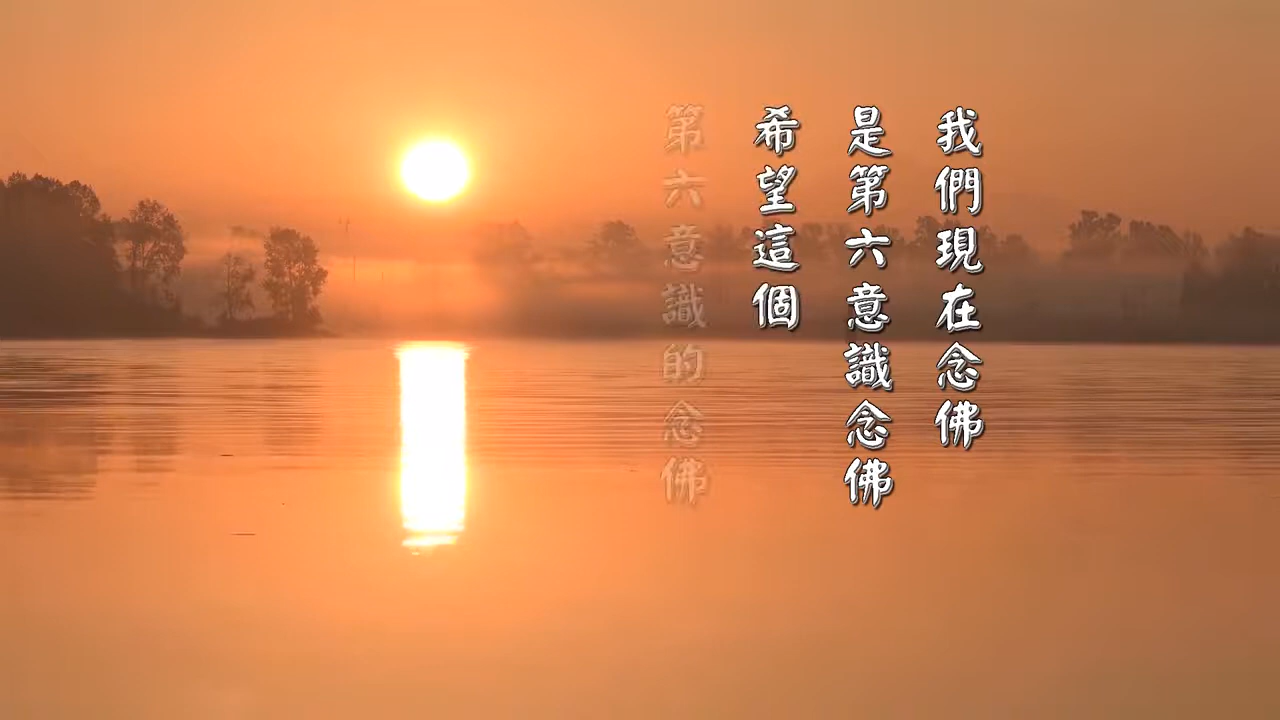 我們現在念佛
是第六意識念佛
希望這個
第六意識的念佛